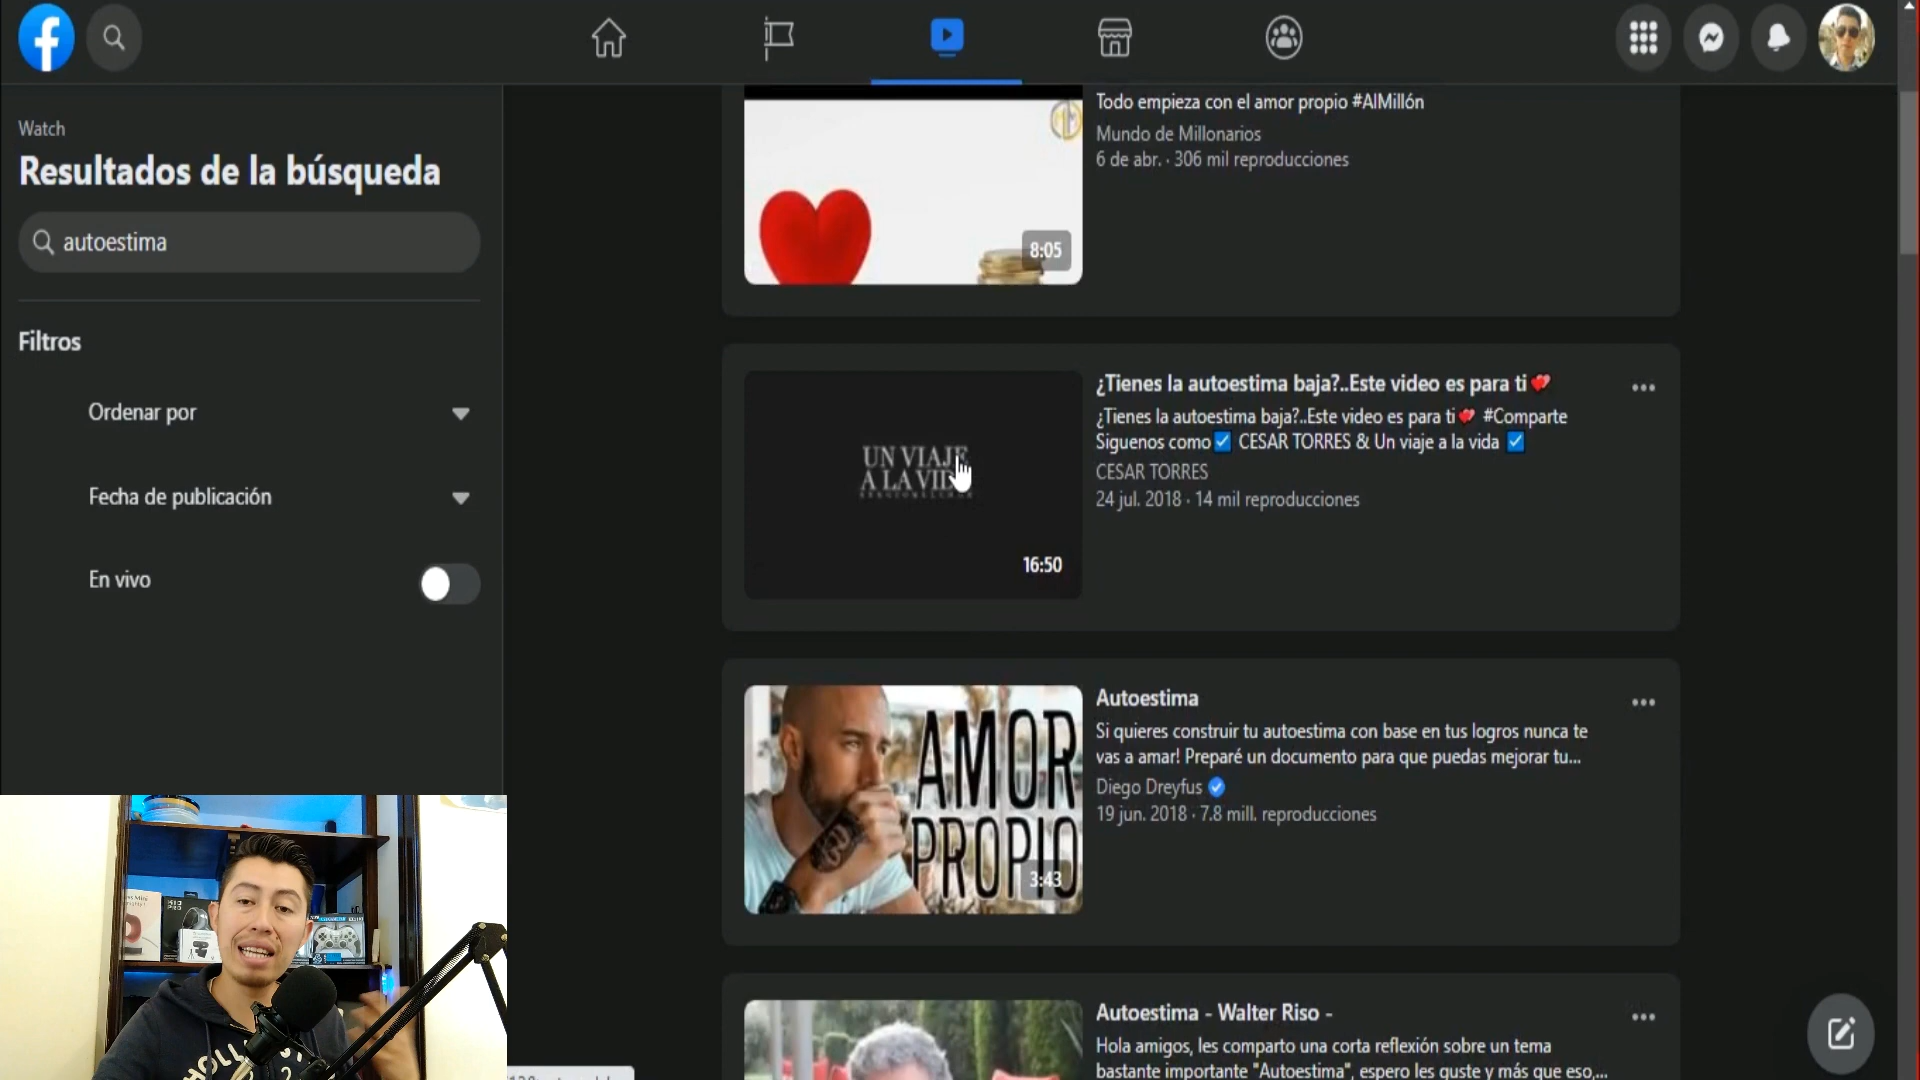 Watch
Resultados de la búsqueda
autoestima
Filtros
Ordenar por
Fecha de publicación
En vivo
8:05
Todo empieza con el amor propio #AlMillón
Mundo de Millonarios
6 de abr. · 306 mil reproducciones
UN VIAJE
A LA VIDA
16:50
¿Tienes la autoestima baja?..Este video es para ti💕
¿Tienes la autoestima baja?..Este video es para ti💕 #Comparte
Siguenos como☑ CESAR TORRES & Un viaje a la vida ☑
CESAR TORRES
24 jul. 2018 · 14 mil reproducciones
AMOR
PROPIO
3:43
Autoestima
Si quieres construir tu autoestima con base en tus logros nunca te
vas a amar! Preparé un documento para que puedas mejorar tu...
Diego Dreyfus
19 jun. 2018 · 7.8 mill. reproducciones
Autoestima - Walter Riso -
Hola amigos, les comparto una corta reflexión sobre un tema
bastante importante "Autoestima", espero les guste y más que eso,...